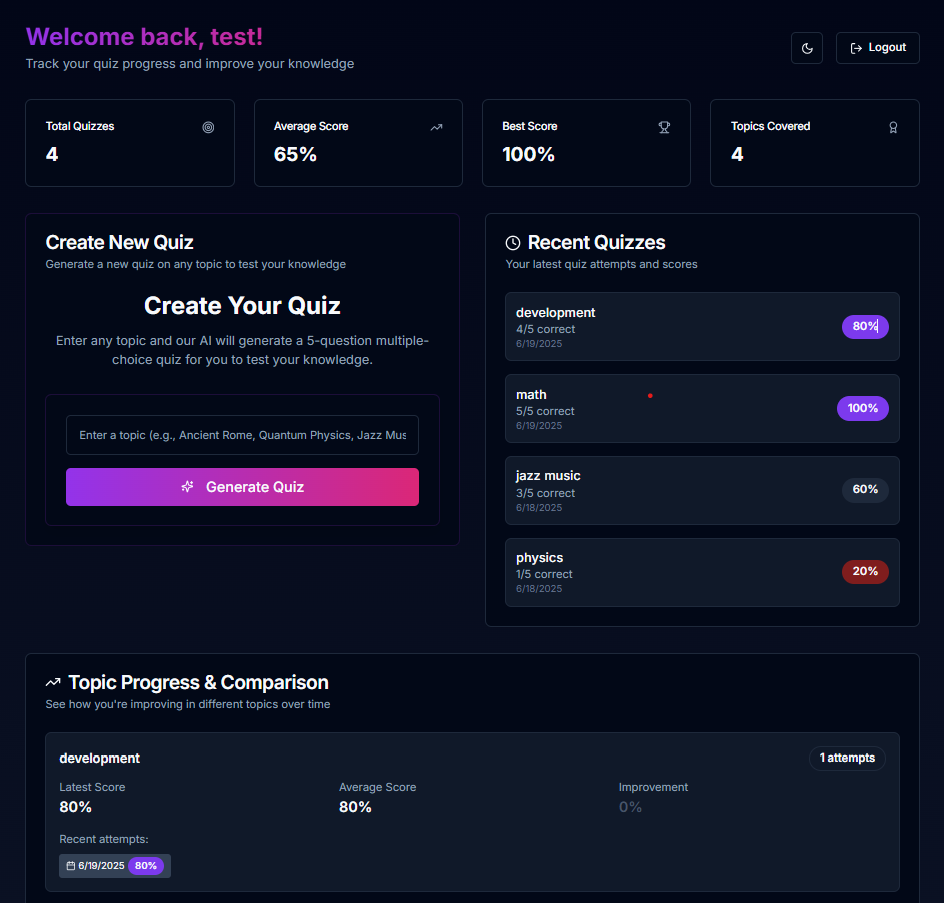 Welcome back, test!
Track your quiz progress and improve your knowledge
Logout
Total Quizzes
4
Average Score
65%
Best Score
100%
Topics Covered
4
Create New Quiz
Generate a new quiz on any topic to test your knowledge
Create Your Quiz
Enter any topic and our AI will generate a 5-question multiple-
choice quiz for you to test your knowledge.
Enter a topic (e.g., Ancient Rome, Quantum Physics, Jazz Mus
Generate Quiz
Recent Quizzes
Your latest quiz attempts and scores
development
4/5 correct
6/19/2025
80%
math
5/5 correct
6/19/2025
100%
jazz music
3/5 correct
6/18/2025
60%
physics
1/5 correct
6/18/2025
20%
Topic Progress & Comparison
See how you're improving in different topics over time
development
1 attempts
Latest Score
80%
Average Score
80%
Improvement
0%
Recent attempts:
6/19/2025 80%